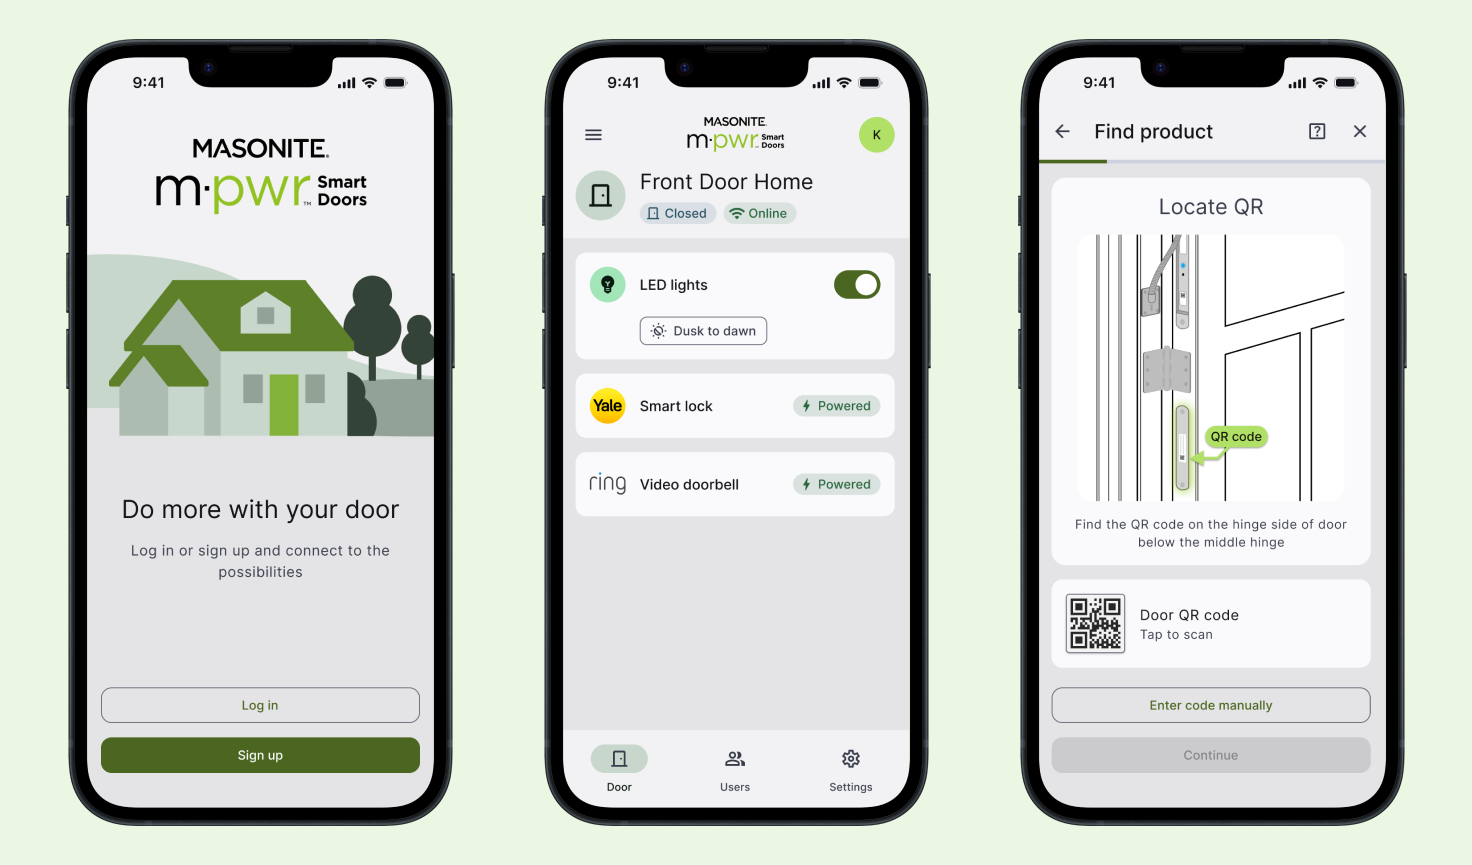 9:41
MASONITE.
m·pwr™ Smart
Doors
Do more with your door
Log in or sign up and connect to the
possibilities
Log in
Sign up
9:41
MASONITE.
m·pwr™ Smart
Doors
K
Front Door Home
Closed
Online
LED lights
Dusk to dawn
Yale
Smart lock
Powered
ring
Video doorbell
Powered
Door
Users
Settings
9:41
Find product
?
Locate QR
QR code
Find the QR code on the hinge side of door
below the middle hinge
Door QR code
Tap to scan
Enter code manually
Continue